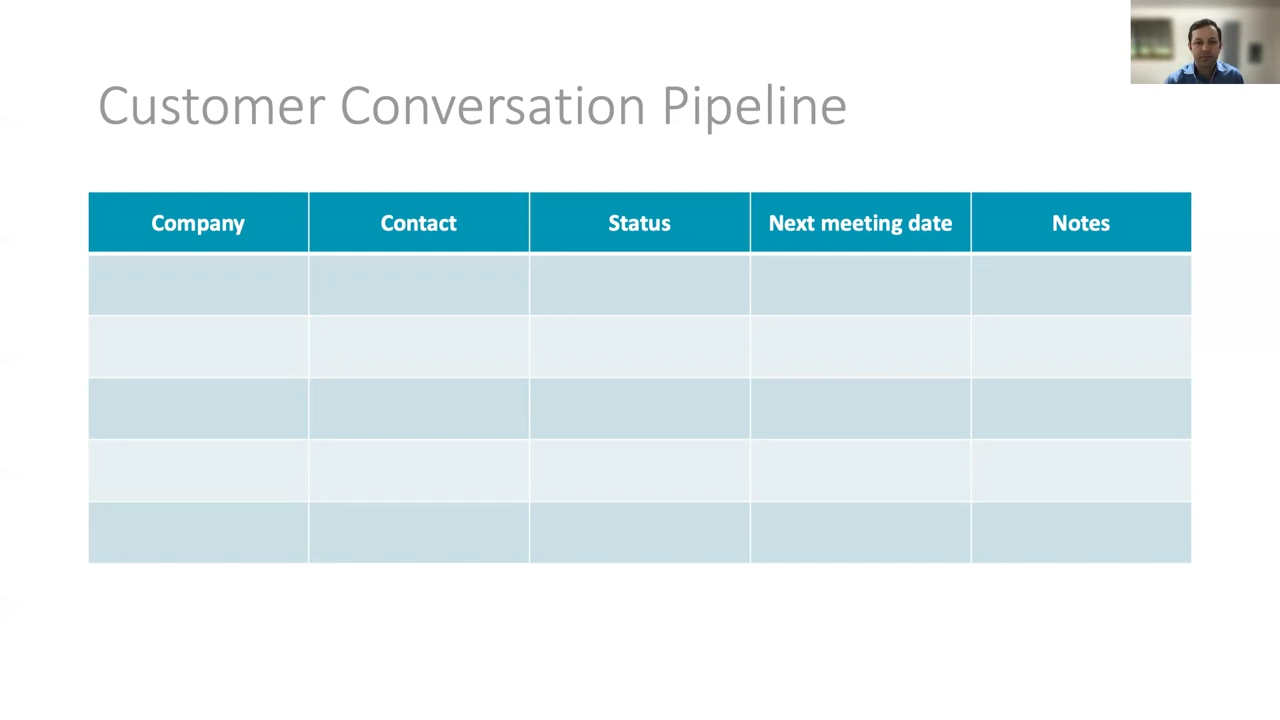 Customer Conversation Pipeline
Company Contact Status Next meeting date Notes